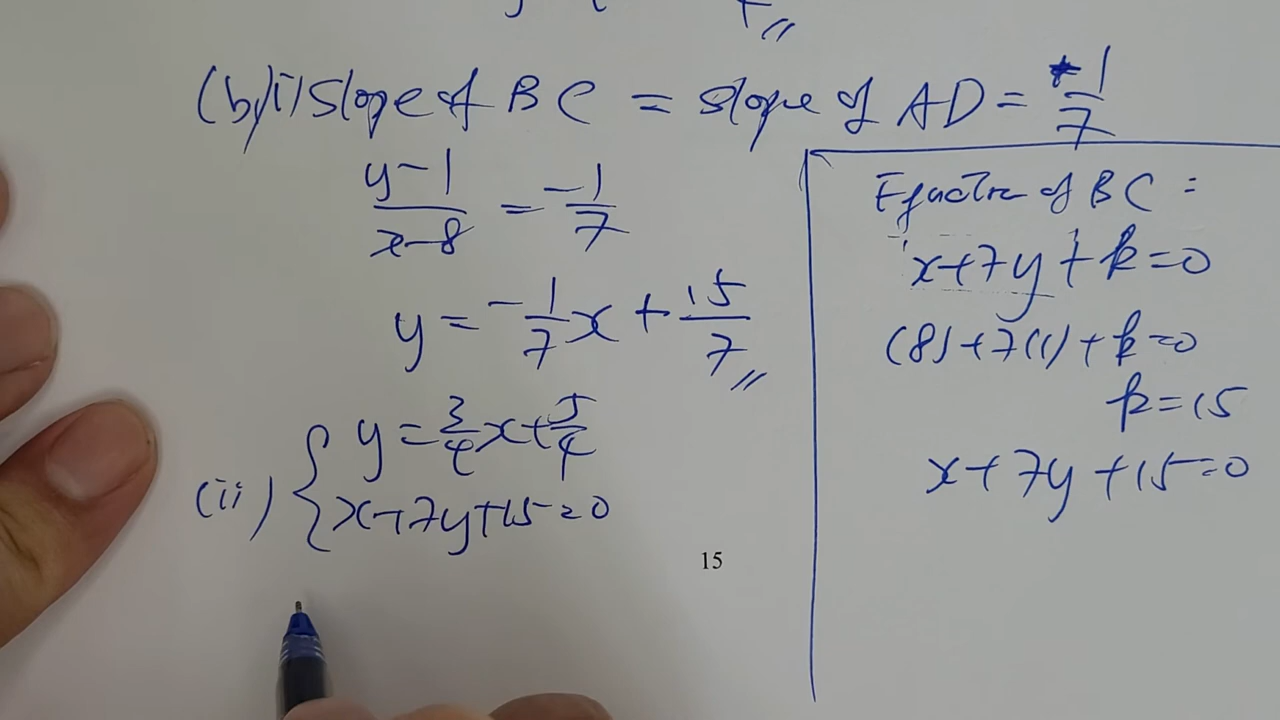 (b)(i) Slope of BC = slope of AD = -1/7
(y-1)/(x-8) = -1/7
y = -1/7 x + 15/7 //
(ii) { y = 3/4 x + 5/4
x+7y+15=0
Equation of BC :
x+7y+k=0
(8)+7(1)+k=0
k=15
x+7y+15=0
15